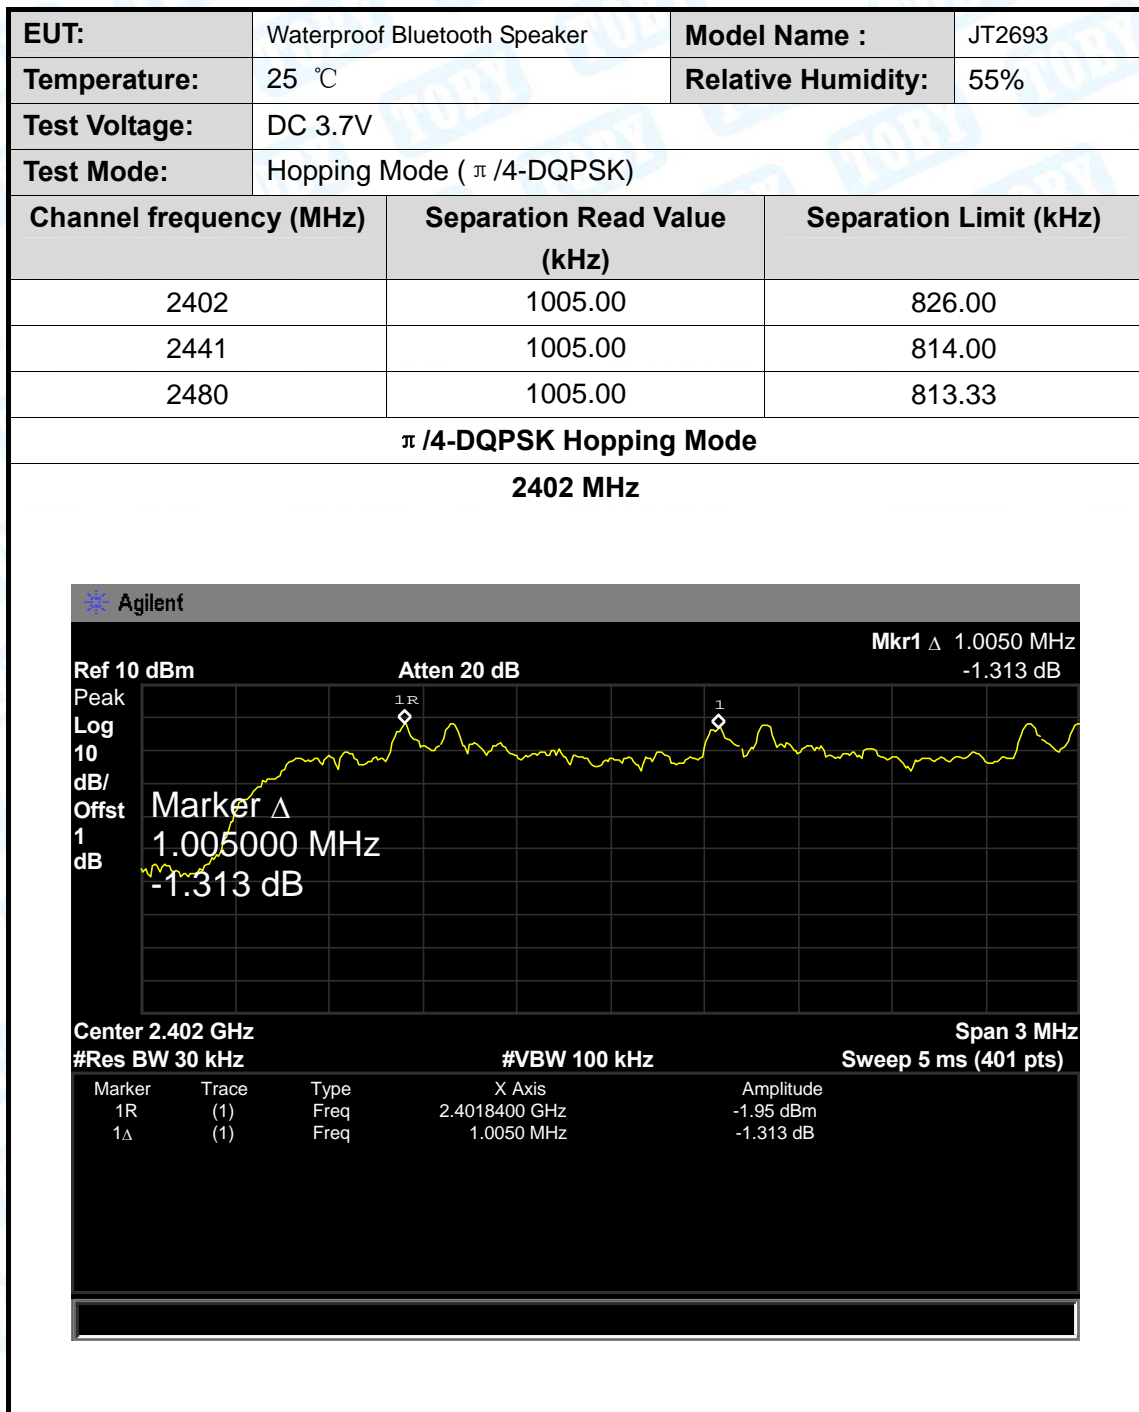 EUT: Waterproof Bluetooth Speaker Model Name : JT2693
Temperature: 25 ℃ Relative Humidity: 55%
Test Voltage: DC 3.7V
Test Mode: Hopping Mode ( π /4-DQPSK)
Channel frequency (MHz) Separation Read Value (kHz) Separation Limit (kHz)
2402 1005.00 826.00
2441 1005.00 814.00
2480 1005.00 813.33
π /4-DQPSK Hopping Mode
2402 MHz
Agilent
Mkr1 Δ 1.0050 MHz
Ref 10 dBm Atten 20 dB -1.313 dB
Peak
Log
10
dB/
Offst
1
dB
1R
1
Marker Δ
1.005000 MHz
-1.313 dB
Center 2.402 GHz Span 3 MHz
#Res BW 30 kHz #VBW 100 kHz Sweep 5 ms (401 pts)
Marker Trace Type X Axis Amplitude
1R (1) Freq 2.4018400 GHz -1.95 dBm
1Δ (1) Freq 1.0050 MHz -1.313 dB
TOBY